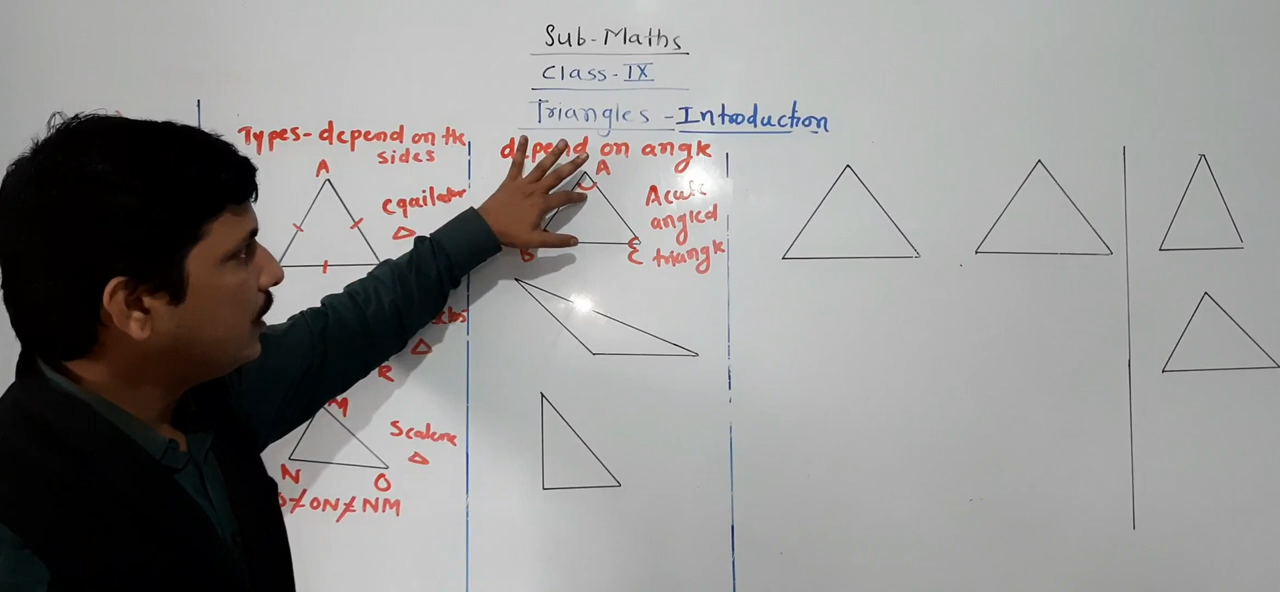 Sub-Maths
Class-IX
Triangles-Introduction
Types-depend on the
sides
A
equilater
△
R
△
M
Scalene
△
N
O
≠ON≠NM
depend on angle
A
Acute
angled
triangle
B